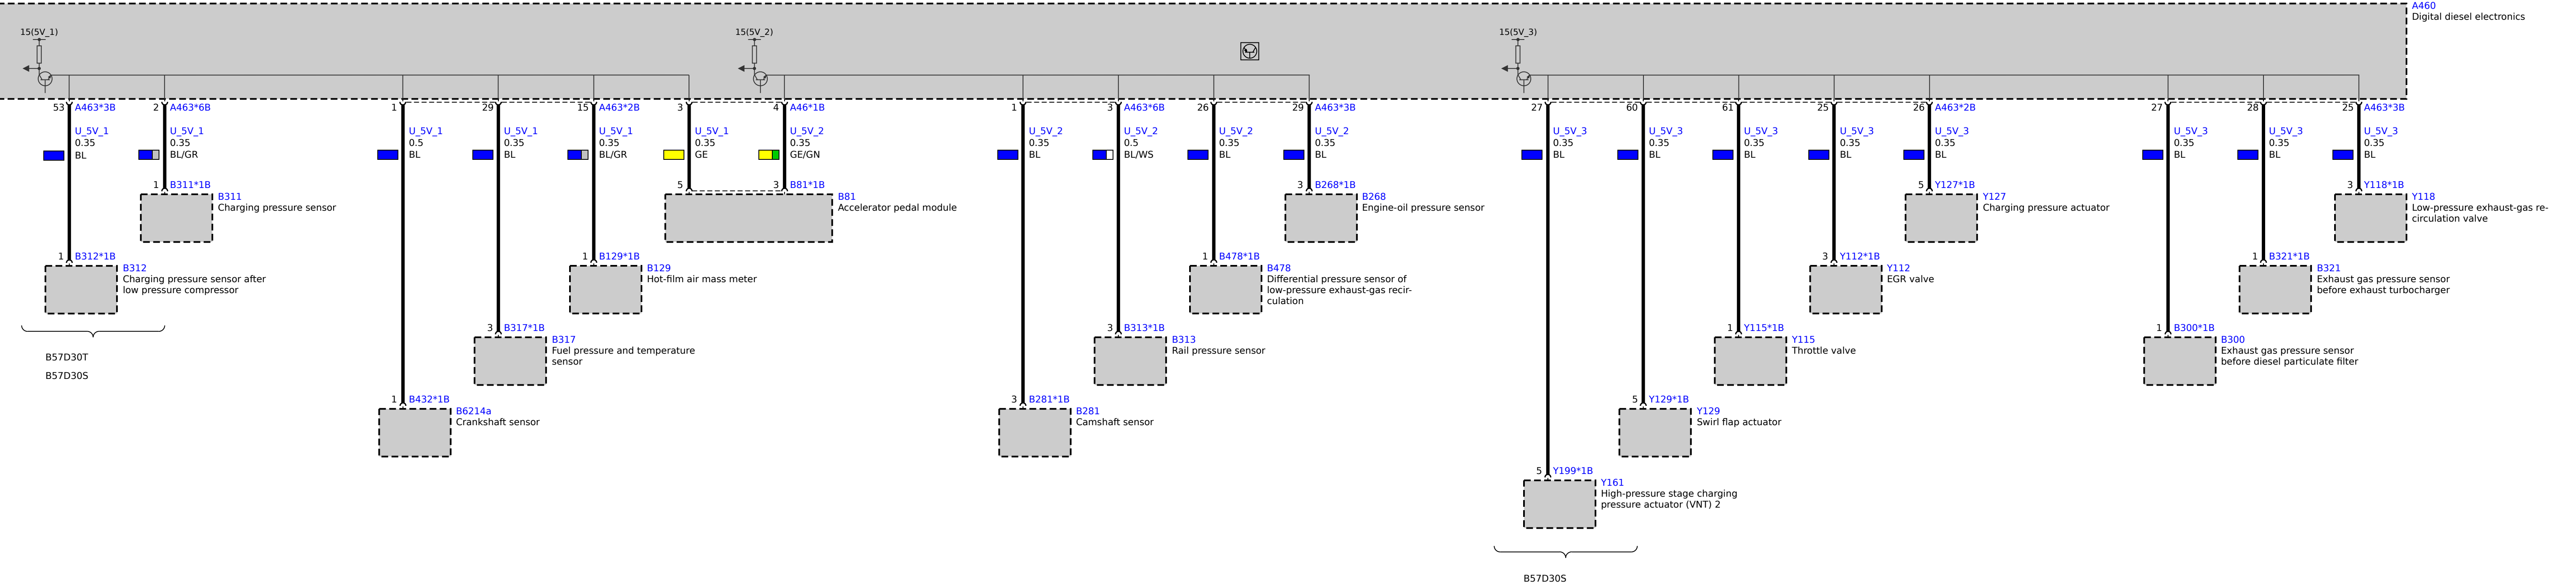 A460
Digital diesel electronics
15(5V_1)
15(5V_2)
15(5V_3)
53 A463*3B
2 A463*6B
1
29
15 A463*2B
3
4 A46*1B
1
3 A463*6B
26
29 A463*3B
27
60
61
25
26 A463*2B
27
28
25 A463*3B
U_5V_1
0.35
BL
U_5V_1
0.35
BL/GR
U_5V_1
0.5
BL
U_5V_1
0.35
BL
U_5V_1
0.35
BL/GR
U_5V_1
0.35
GE
U_5V_2
0.35
GE/GN
U_5V_2
0.35
BL
U_5V_2
0.5
BL/WS
U_5V_2
0.35
BL
U_5V_2
0.35
BL
U_5V_3
0.35
BL
U_5V_3
0.35
BL
U_5V_3
0.35
BL
U_5V_3
0.35
BL
U_5V_3
0.35
BL
U_5V_3
0.35
BL
U_5V_3
0.35
BL
U_5V_3
0.35
BL
1 B311*1B
B311
Charging pressure sensor
5
3 B81*1B
B81
Accelerator pedal module
3 B268*1B
B268
Engine-oil pressure sensor
5 Y127*1B
Y127
Charging pressure actuator
3 Y118*1B
Y118
Low-pressure exhaust-gas re-
circulation valve
1 B312*1B
B312
Charging pressure sensor after
low pressure compressor
1 B129*1B
B129
Hot-film air mass meter
1 B478*1B
B478
Differential pressure sensor of
low-pressure exhaust-gas recir-
culation
3 Y112*1B
Y112
EGR valve
1 B321*1B
B321
Exhaust gas pressure sensor
before exhaust turbocharger
B57D30T
B57D30S
3 B317*1B
B317
Fuel pressure and temperature
sensor
3 B313*1B
B313
Rail pressure sensor
1 Y115*1B
Y115
Throttle valve
1 B300*1B
B300
Exhaust gas pressure sensor
before diesel particulate filter
1 B432*1B
B6214a
Crankshaft sensor
3 B281*1B
B281
Camshaft sensor
5 Y129*1B
Y129
Swirl flap actuator
5 Y199*1B
Y161
High-pressure stage charging
pressure actuator (VNT) 2
B57D30S